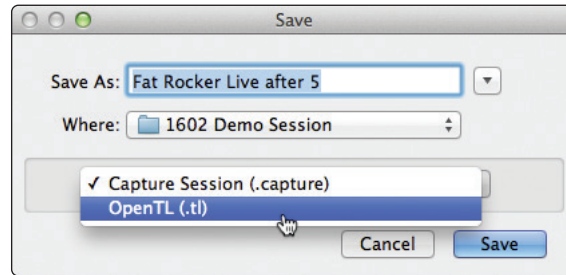 Save
Save As: Fat Rocker Live after 5
Where: 1602 Demo Session
✓ Capture Session (.capture)
OpenTL (.tl)
Cancel Save